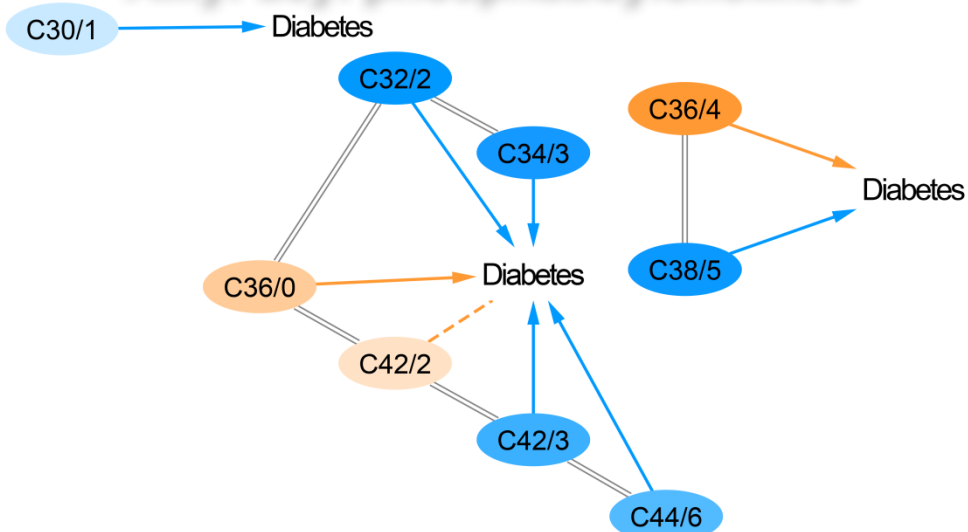 C30/1
Diabetes
C32/2
C34/3
C36/4
Diabetes
C38/5
C36/0
Diabetes
C42/2
C42/3
C44/6